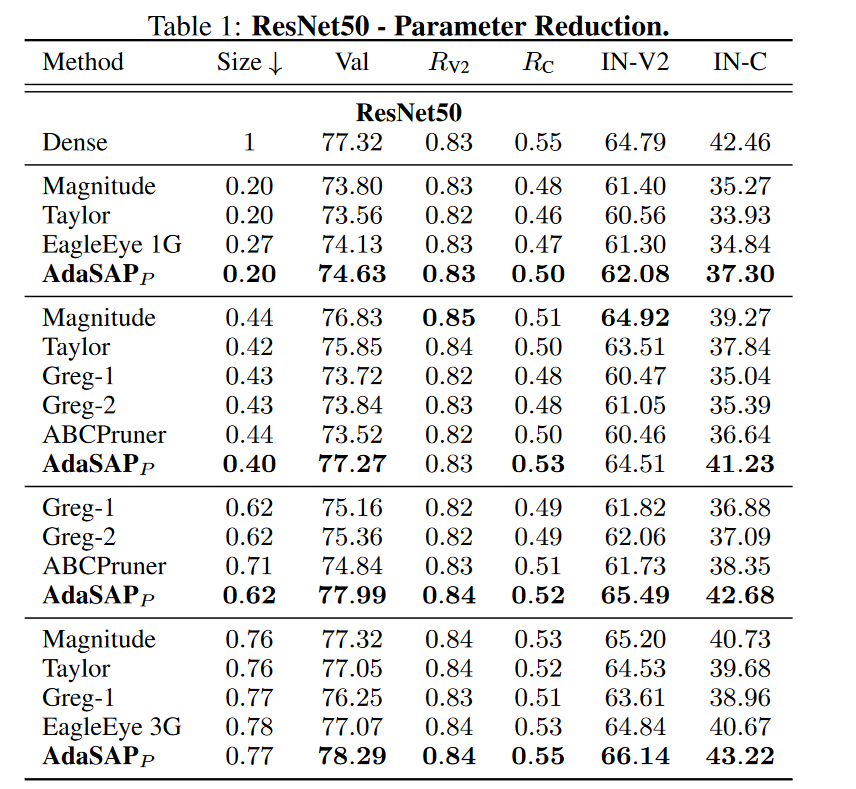 Table 1: ResNet50 - Parameter Reduction.
Method Size ↓ Val R_V2 R_C IN-V2 IN-C
ResNet50
Dense 1 77.32 0.83 0.55 64.79 42.46
Magnitude 0.20 73.80 0.83 0.48 61.40 35.27
Taylor 0.20 73.56 0.82 0.46 60.56 33.93
EagleEye 1G 0.27 74.13 0.83 0.47 61.30 34.84
AdaSAP_P 0.20 74.63 0.83 0.50 62.08 37.30
Magnitude 0.44 76.83 0.85 0.51 64.92 39.27
Taylor 0.42 75.85 0.84 0.50 63.51 37.84
Greg-1 0.43 73.72 0.82 0.48 60.47 35.04
Greg-2 0.43 73.84 0.83 0.48 61.05 35.39
ABCPruner 0.44 73.52 0.82 0.50 60.46 36.64
AdaSAP_P 0.40 77.27 0.83 0.53 64.51 41.23
Greg-1 0.62 75.16 0.82 0.49 61.82 36.88
Greg-2 0.62 75.36 0.82 0.49 62.06 37.09
ABCPruner 0.71 74.84 0.83 0.51 61.73 38.35
AdaSAP_P 0.62 77.99 0.84 0.52 65.49 42.68
Magnitude 0.76 77.32 0.84 0.53 65.20 40.73
Taylor 0.76 77.05 0.84 0.52 64.53 39.68
Greg-1 0.77 76.25 0.83 0.51 63.61 38.96
EagleEye 3G 0.78 77.07 0.84 0.53 64.84 40.67
AdaSAP_P 0.77 78.29 0.84 0.55 66.14 43.22